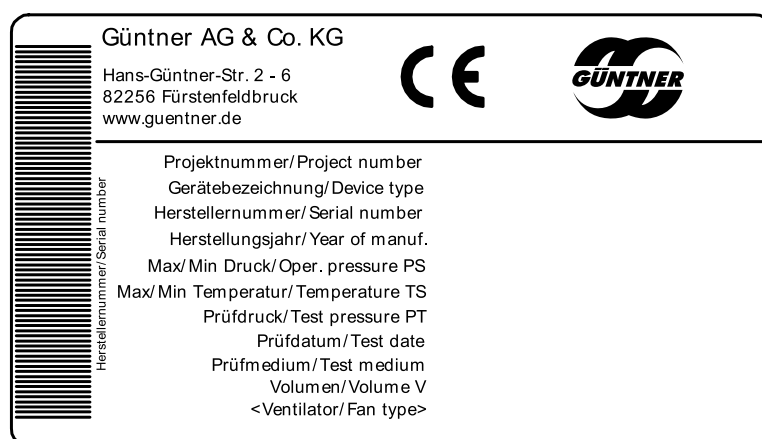 Güntner AG & Co. KG
Hans-Güntner-Str. 2 - 6
82256 Fürstenfeldbruck
www.guentner.de
CE
GÜNTNER
Herstellernummer/Serial number
Projektnummer/Project number
Gerätebezeichnung/Device type
Herstellernummer/Serial number
Herstellungsjahr/Year of manuf.
Max/Min Druck/Oper. pressure PS
Max/Min Temperatur/Temperature TS
Prüfdruck/Test pressure PT
Prüfdatum/Test date
Prüfmedium/Test medium
Volumen/Volume V
<Ventilator/Fan type>